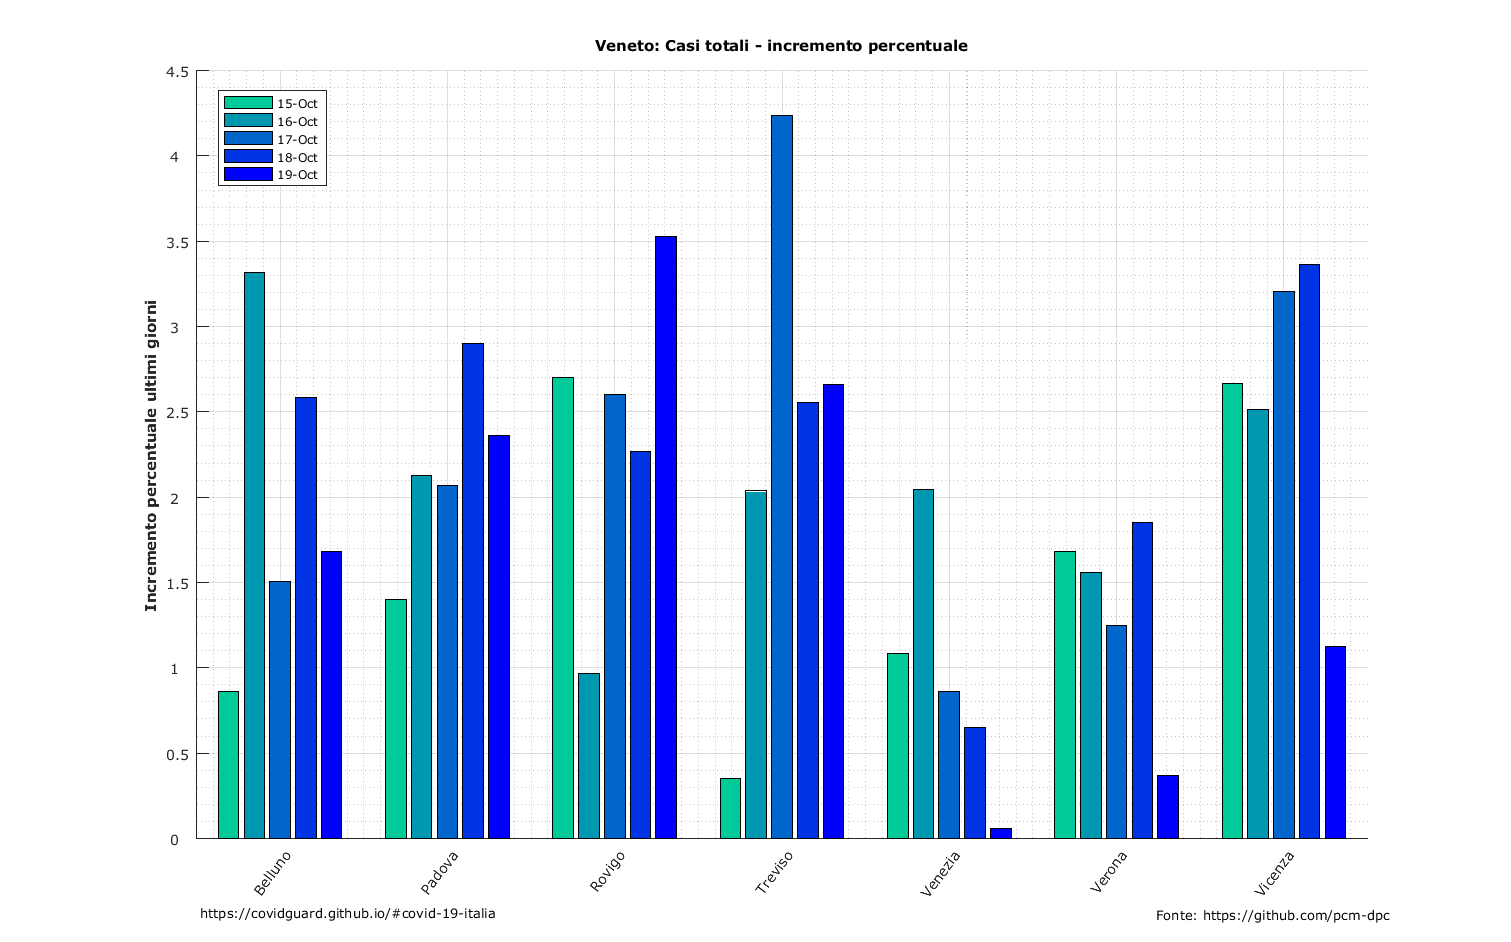 Veneto: Casi totali - incremento percentuale
4.5
4
3.5
3
2.5
2
1.5
1
0.5
0
Incremento percentuale ultimi giorni
15-Oct
16-Oct
17-Oct
18-Oct
19-Oct
Belluno
Padova
Rovigo
Treviso
Venezia
Verona
Vicenza
https://covidguard.github.io/#covid-19-italia
Fonte: https://github.com/pcm-dpc